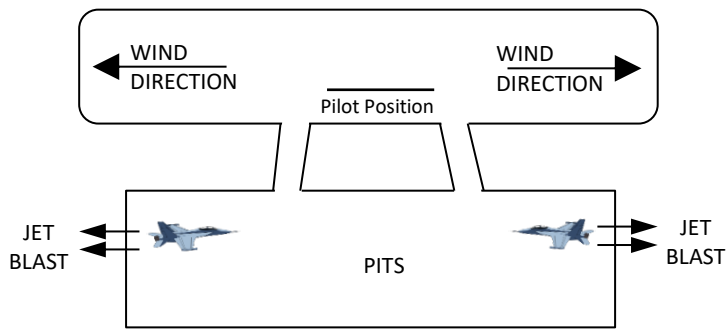 WIND
DIRECTION
WIND
DIRECTION
Pilot Position
JET
BLAST
PITS
JET
BLAST